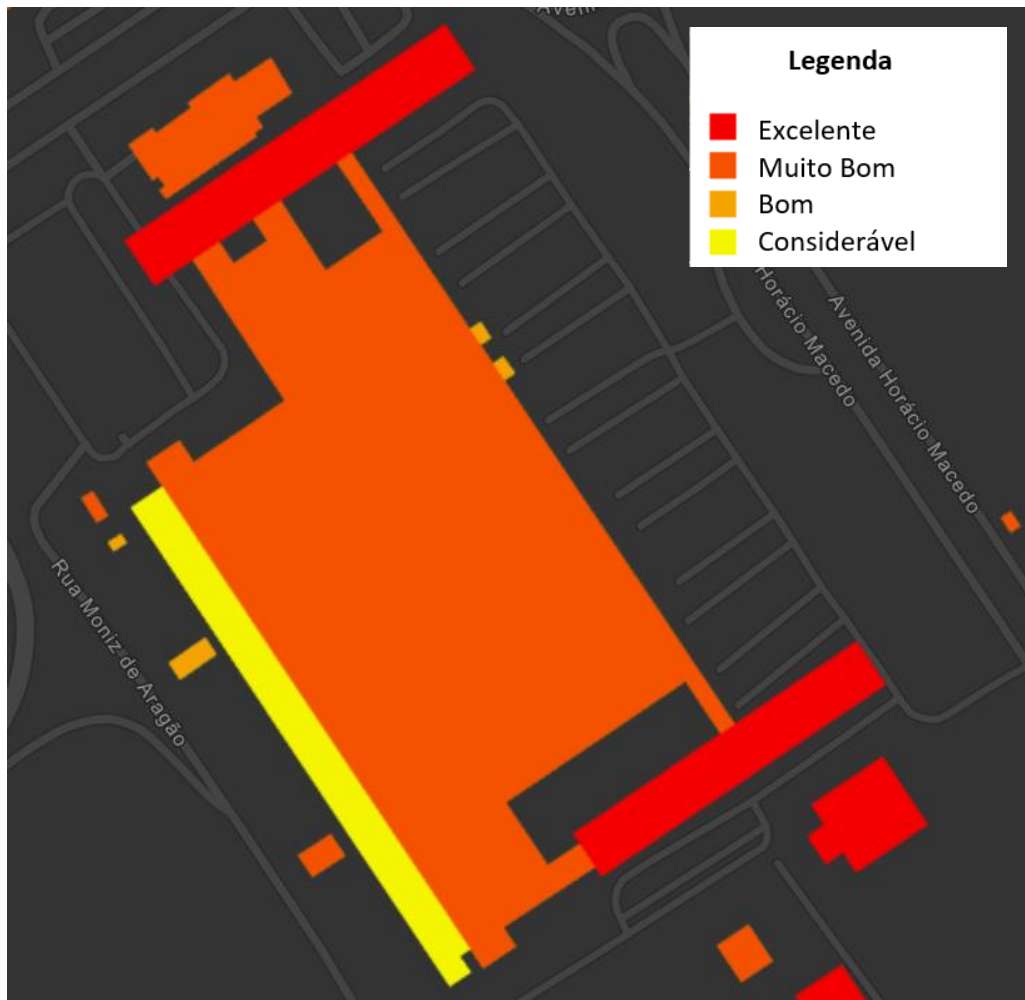 Legenda
Excelente
Muito Bom
Bom
Considerável
Horácio Macedo
Avenida Horácio Macedo
Rua Moniz de Aragão